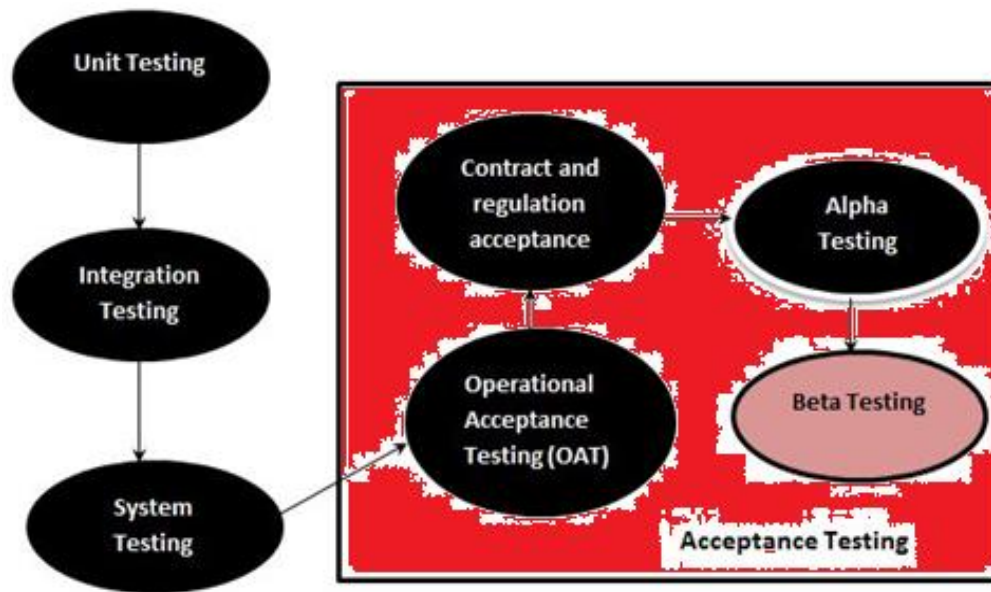 Unit Testing
Integration
Testing
System
Testing
Operational
Acceptance
Testing (OAT)
Contract and
regulation
acceptance
Alpha
Testing
Beta Testing
Acceptance Testing